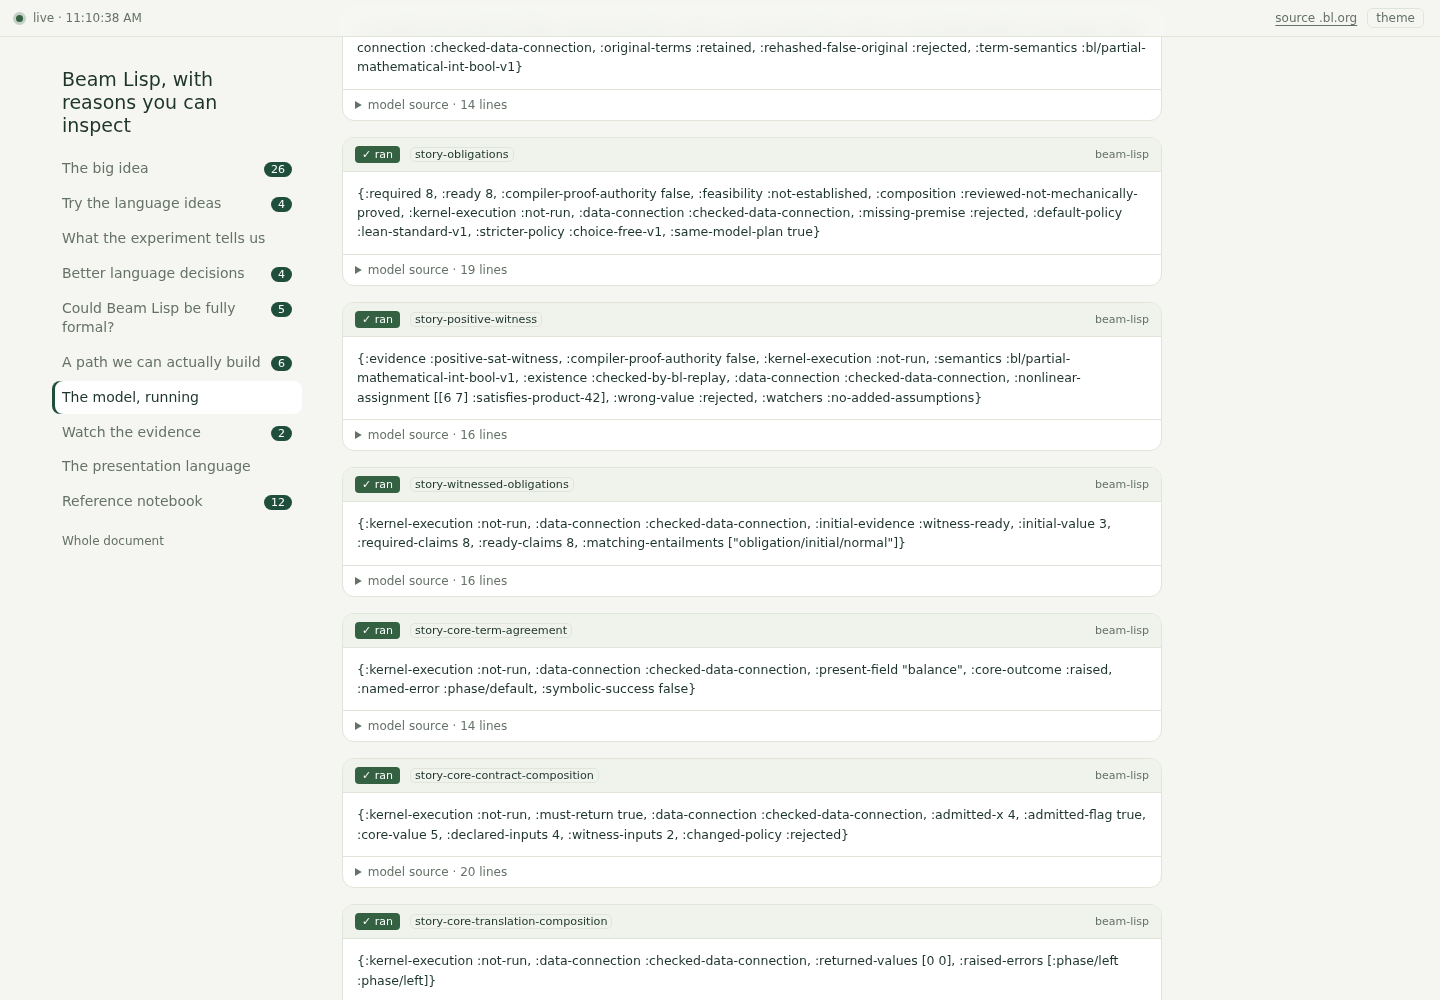 live · 11:10:38 AM
source .bl.org
theme
Beam Lisp, with
reasons you can
inspect
The big idea 26
Try the language ideas 4
What the experiment tells us
Better language decisions 4
Could Beam Lisp be fully 5
formal?
A path we can actually build 6
The model, running
Watch the evidence 2
The presentation language
Reference notebook 12
Whole document
connection :checked-data-connection, :original-terms :retained, :rehashed-false-original :rejected, :term-semantics :bl/partial-
mathematical-int-bool-v1}
▶ model source · 14 lines
✓ ran story-obligations beam-lisp
{:required 8, :ready 8, :compiler-proof-authority false, :feasibility :not-established, :composition :reviewed-not-mechanically-
proved, :kernel-execution :not-run, :data-connection :checked-data-connection, :missing-premise :rejected, :default-policy
:lean-standard-v1, :stricter-policy :choice-free-v1, :same-model-plan true}
▶ model source · 19 lines
✓ ran story-positive-witness beam-lisp
{:evidence :positive-sat-witness, :compiler-proof-authority false, :kernel-execution :not-run, :semantics :bl/partial-
mathematical-int-bool-v1, :existence :checked-by-bl-replay, :data-connection :checked-data-connection, :nonlinear-
assignment [[6 7] :satisfies-product-42], :wrong-value :rejected, :watchers :no-added-assumptions}
▶ model source · 16 lines
✓ ran story-witnessed-obligations beam-lisp
{:kernel-execution :not-run, :data-connection :checked-data-connection, :initial-evidence :witness-ready, :initial-value 3,
:required-claims 8, :ready-claims 8, :matching-entailments ["obligation/initial/normal"]}
▶ model source · 16 lines
✓ ran story-core-term-agreement beam-lisp
{:kernel-execution :not-run, :data-connection :checked-data-connection, :present-field "balance", :core-outcome :raised,
:named-error :phase/default, :symbolic-success false}
▶ model source · 14 lines
✓ ran story-core-contract-composition beam-lisp
{:kernel-execution :not-run, :must-return true, :data-connection :checked-data-connection, :admitted-x 4, :admitted-flag true,
:core-value 5, :declared-inputs 4, :witness-inputs 2, :changed-policy :rejected}
▶ model source · 20 lines
✓ ran story-core-translation-composition beam-lisp
{:kernel-execution :not-run, :data-connection :checked-data-connection, :returned-values [0 0], :raised-errors [:phase/left
:phase/left]}